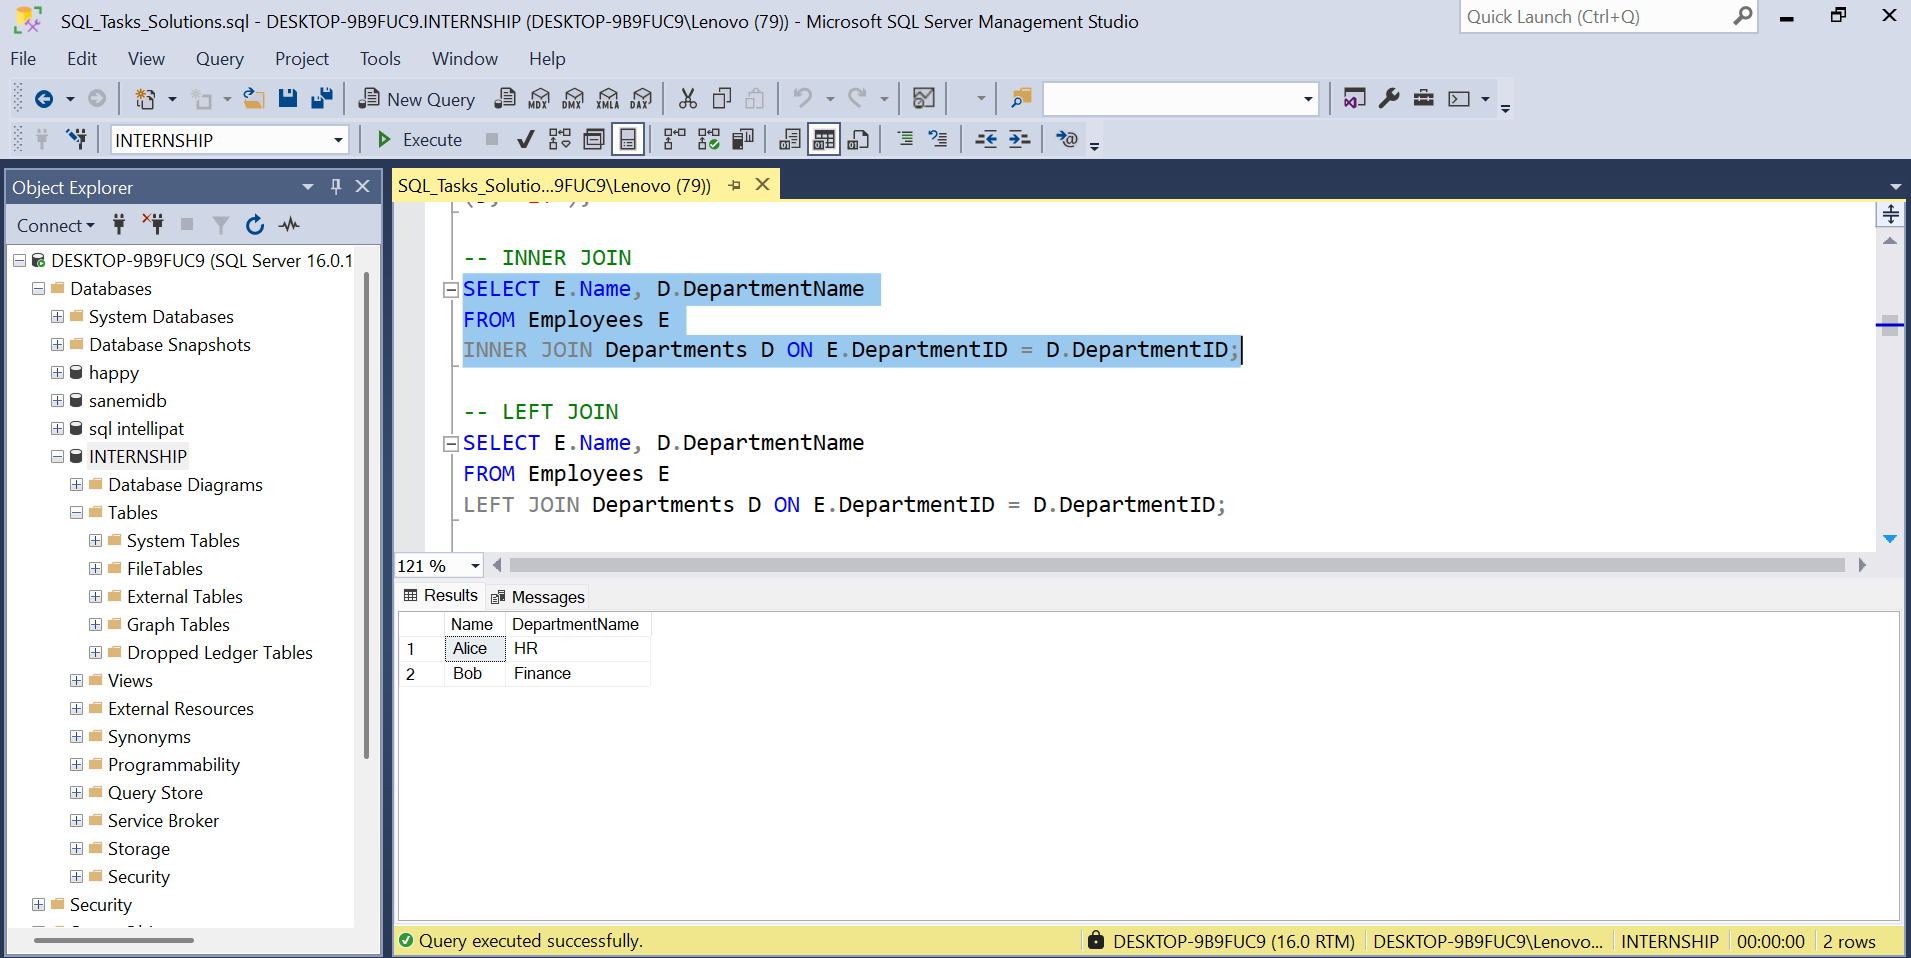 SQL_Tasks_Solutions.sql - DESKTOP-9B9FUC9.INTERNSHIP (DESKTOP-9B9FUC9\Lenovo (79)) - Microsoft SQL Server Management Studio
Quick Launch (Ctrl+Q)
File Edit View Query Project Tools Window Help
New Query MDX DMX XMLA DAX
INTERNSHIP Execute
Object Explorer
Connect
DESKTOP-9B9FUC9 (SQL Server 16.0.1
Databases
System Databases
Database Snapshots
happy
sanemidb
sql intellipat
INTERNSHIP
Database Diagrams
Tables
System Tables
FileTables
External Tables
Graph Tables
Dropped Ledger Tables
Views
External Resources
Synonyms
Programmability
Query Store
Service Broker
Storage
Security
Security
SQL_Tasks_Solutio...9FUC9\Lenovo (79))
-- INNER JOIN
SELECT E.Name, D.DepartmentName
FROM Employees E
INNER JOIN Departments D ON E.DepartmentID = D.DepartmentID;
-- LEFT JOIN
SELECT E.Name, D.DepartmentName
FROM Employees E
LEFT JOIN Departments D ON E.DepartmentID = D.DepartmentID;
121 %
Results Messages
Name DepartmentName
1 Alice HR
2 Bob Finance
Query executed successfully. DESKTOP-9B9FUC9 (16.0 RTM) DESKTOP-9B9FUC9\Lenovo... INTERNSHIP 00:00:00 2 rows